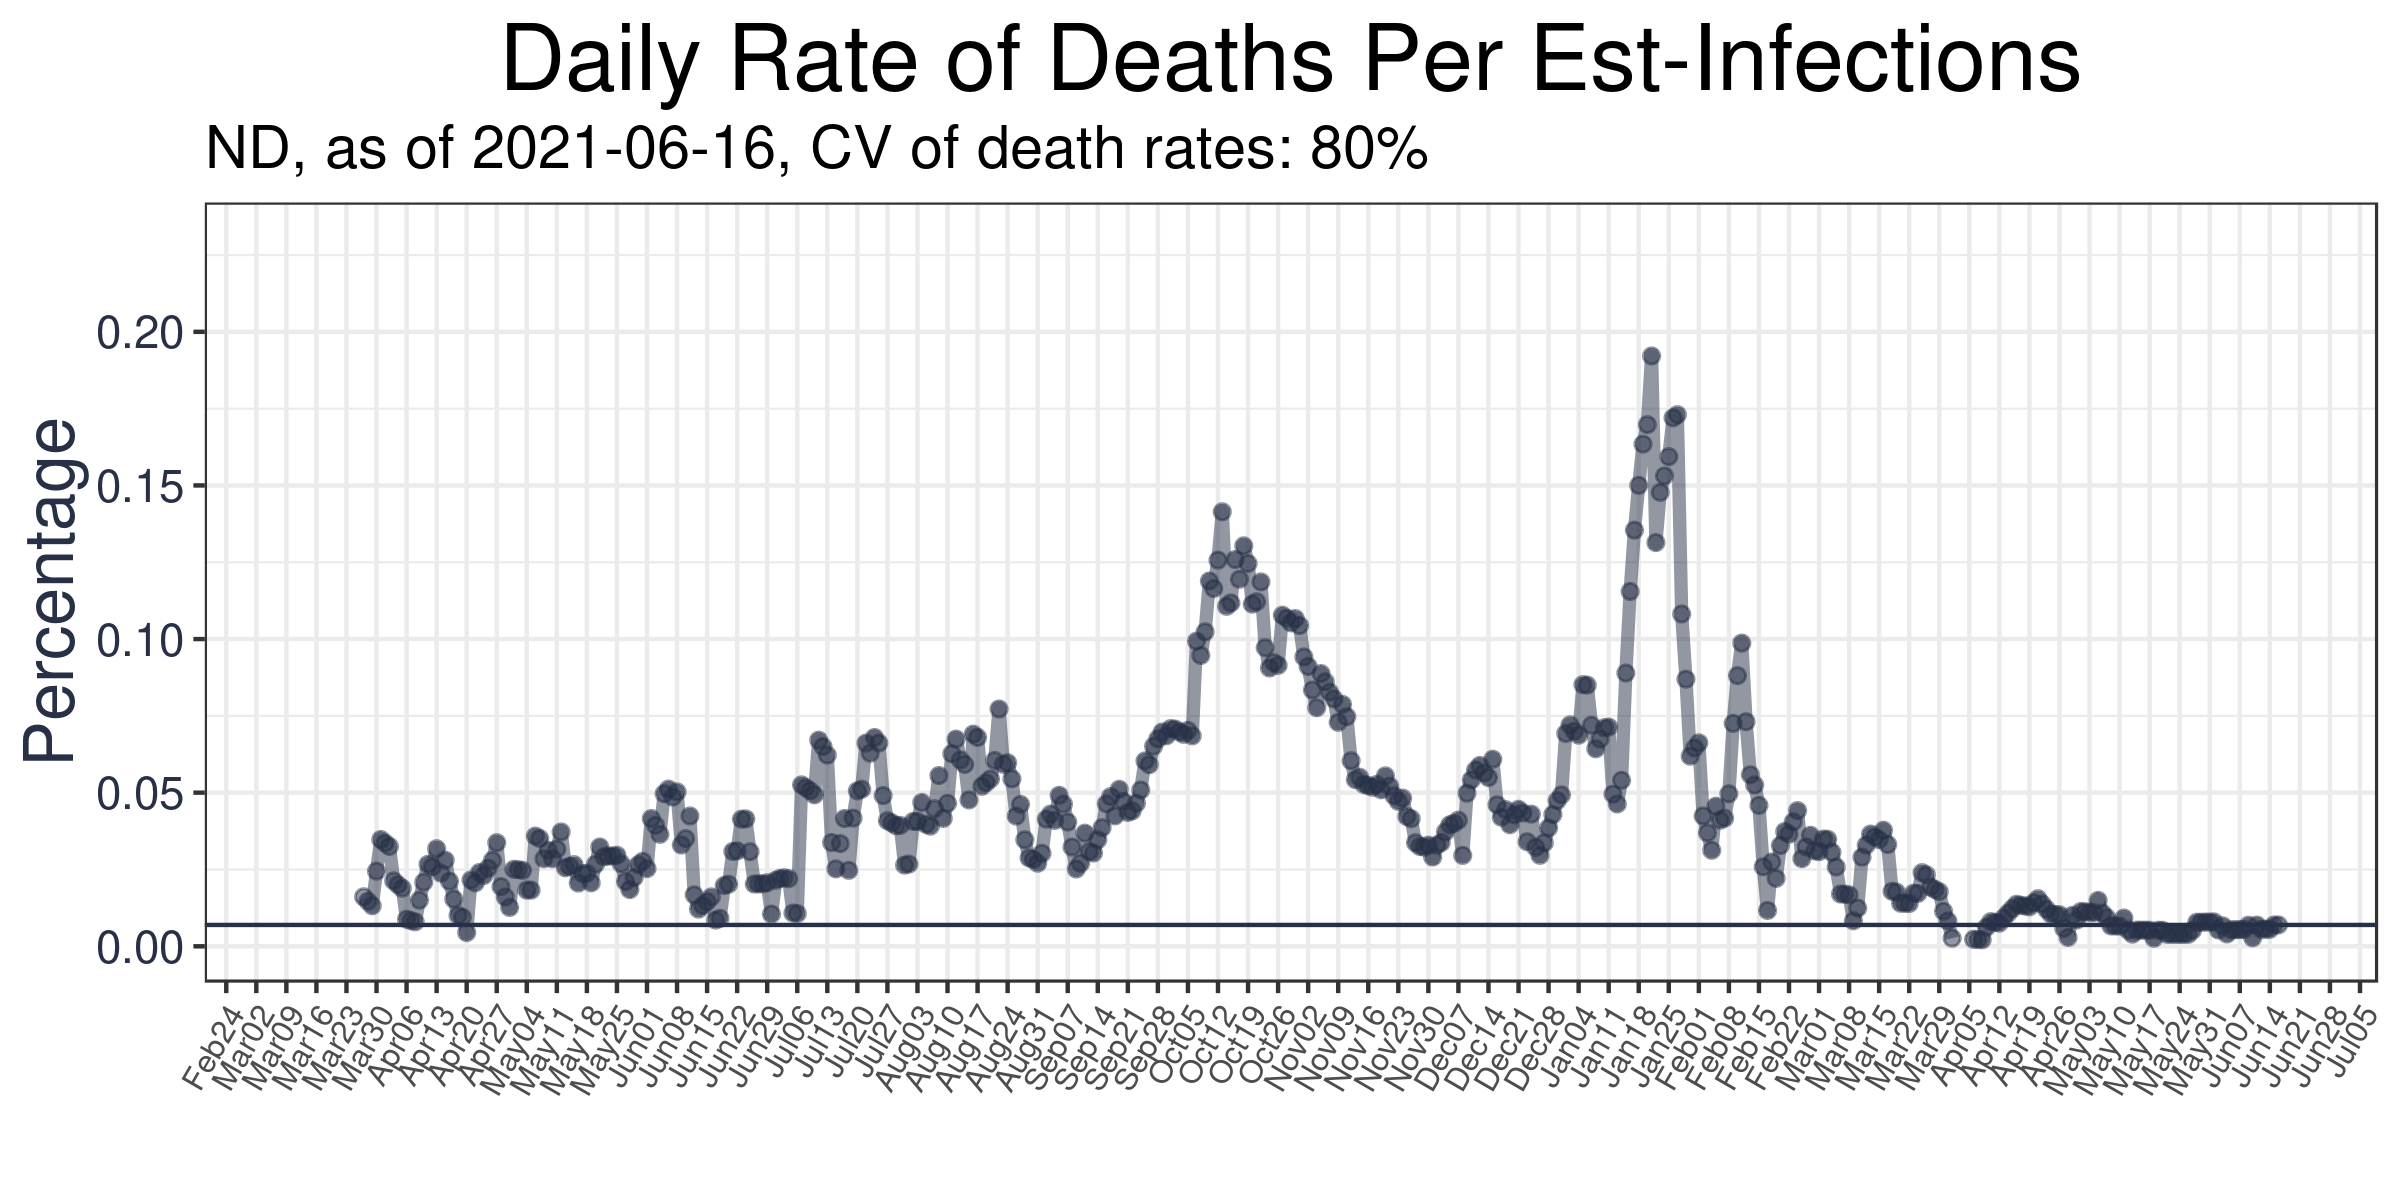 Daily Rate of Deaths Per Est-Infections
ND, as of 2021-06-16, CV of death rates: 80%
Percentage
0.20
0.15
0.10
0.05
0.00
Feb24 Mar02 Mar09 Mar16 Mar23 Mar30 Apr06 Apr13 Apr20 Apr27 May04 May11 May18 May25 Jun01 Jun08 Jun15 Jun22 Jun29 Jul06 Jul13 Jul20 Jul27 Aug03 Aug10 Aug17 Aug24 Aug31 Sep07 Sep14 Sep21 Sep28 Oct05 Oct12 Oct19 Oct26 Nov02 Nov09 Nov16 Nov23 Nov30 Dec07 Dec14 Dec21 Dec28 Jan04 Jan11 Jan18 Jan25 Feb01 Feb08 Feb15 Feb22 Mar01 Mar08 Mar15 Mar22 Mar29 Apr05 Apr12 Apr19 Apr26 May03 May10 May17 May24 May31 Jun07 Jun14 Jun21 Jun28 Jul05